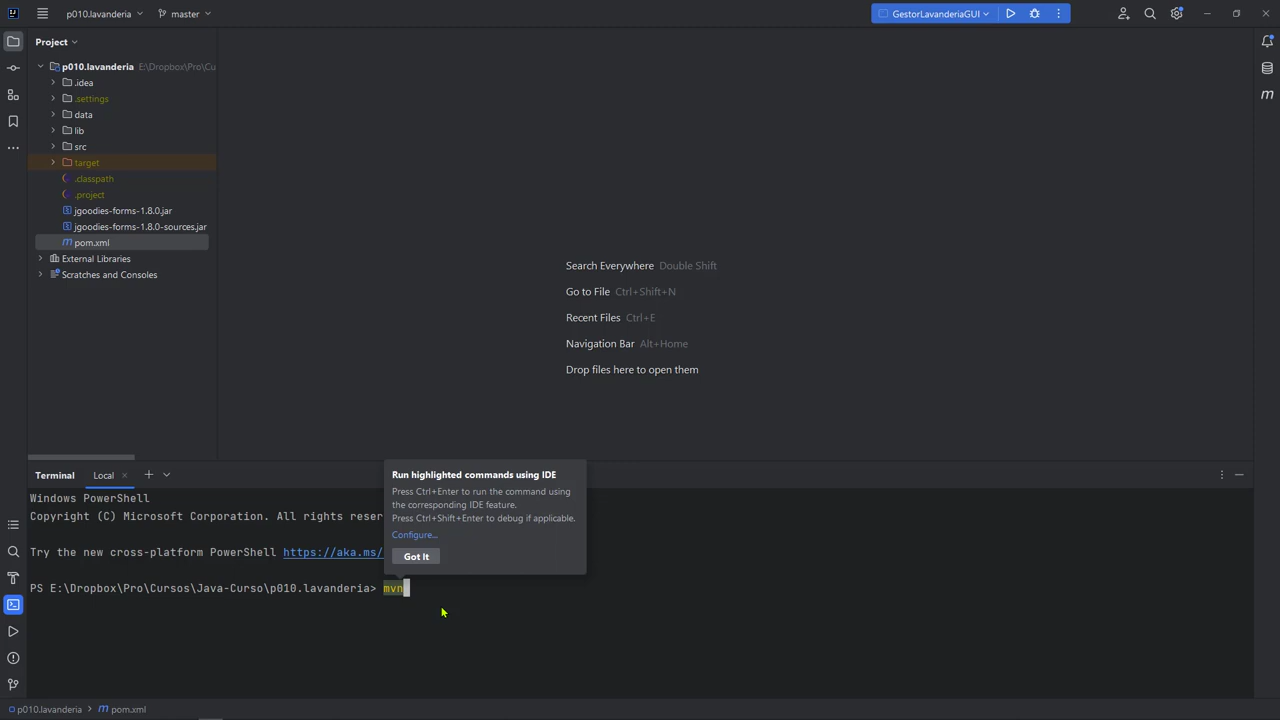 p010.lavanderia
master
GestorLavanderiaGUI
Project
p010.lavanderia E:\Dropbox\Pro\Cu
.idea
.settings
data
lib
src
target
.classpath
.project
jgoodies-forms-1.8.0.jar
jgoodies-forms-1.8.0-sources.jar
m pom.xml
External Libraries
Scratches and Consoles
m
Search Everywhere Double Shift
Go to File Ctrl+Shift+N
Recent Files Ctrl+E
Navigation Bar Alt+Home
Drop files here to open them
Terminal
Local
Run highlighted commands using IDE
Press Ctrl+Enter to run the command using
the corresponding IDE feature.
Press Ctrl+Shift+Enter to debug if applicable.
Configure...
Got It
Windows PowerShell
Copyright (C) Microsoft Corporation. All rights reser
Try the new cross-platform PowerShell https://aka.ms/
PS E:\Dropbox\Pro\Cursos\Java-Curso\p010.lavanderia> mvn
p010.lavanderia > m pom.xml